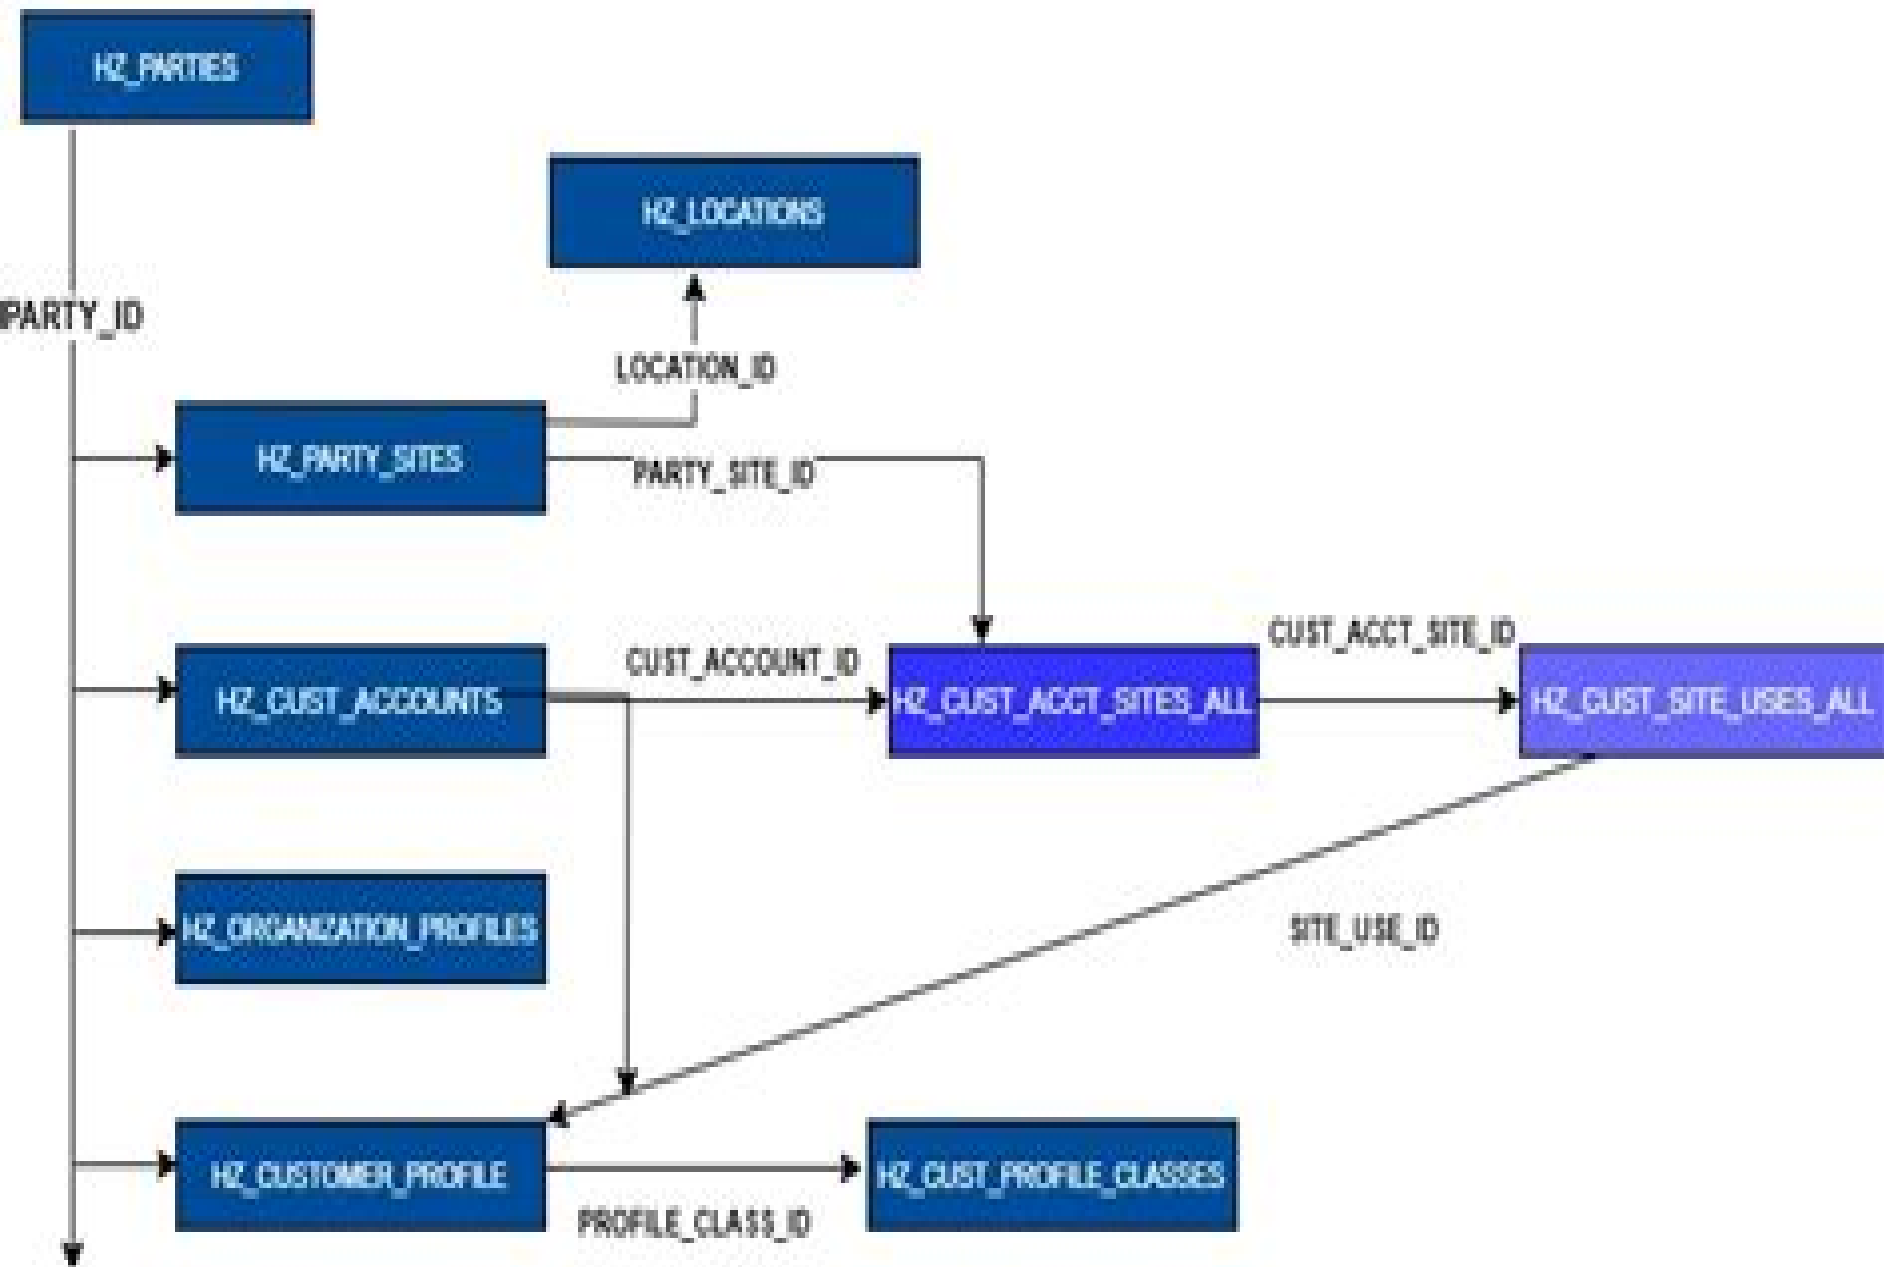 HZ_PARTIES
HZ_LOCATIONS
PARTY_ID
LOCATION_ID
HZ_PARTY_SITES
PARTY_SITE_ID
CUST_ACCT_SITE_ID
CUST_ACCOUNT_ID
HZ_CUST_ACCOUNTS
HZ_CUST_ACCT_SITES_ALL
HZ_CUST_SITE_USES_ALL
HZ_ORGANIZATION_PROFILES
SITE_USE_ID
HZ_CUSTOMER_PROFILE
HZ_CUST_PROFILE_CLASSES
PROFILE_CLASS_ID